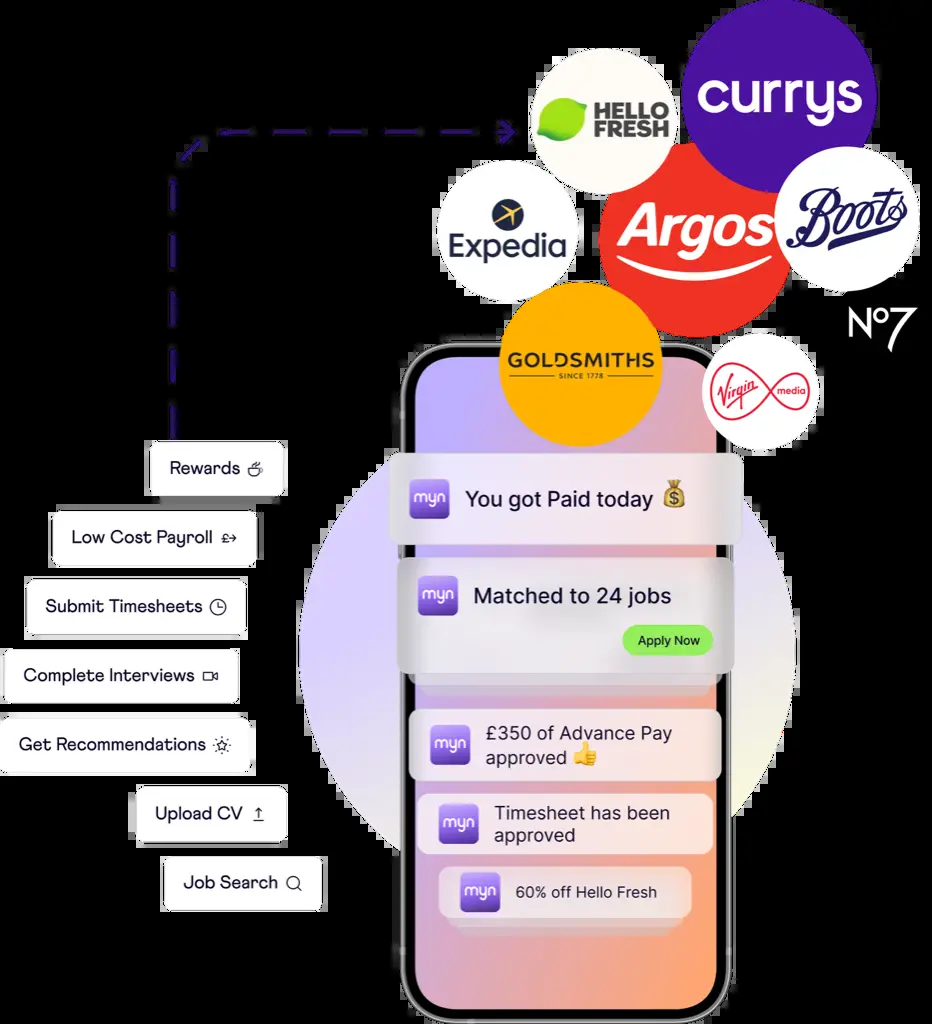 currys
HELLO
FRESH
Boots
Argos
Expedia
No7
GOLDSMITHS
SINCE 1778
Virgin media
Rewards
Low Cost Payroll £→
Submit Timesheets
Complete Interviews
Get Recommendations
Upload CV
Job Search
myn You got Paid today
myn Matched to 24 jobs
Apply Now
myn £350 of Advance Pay
approved
myn Timesheet has been
approved
myn 60% off Hello Fresh